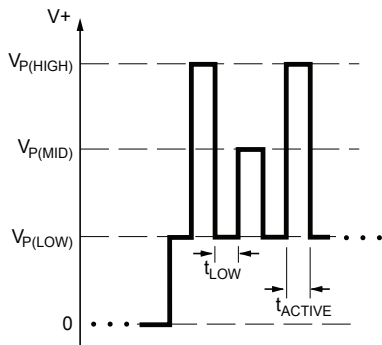 V+
VP(HIGH)
VP(MID)
VP(LOW)
tLOW
tACTIVE
0